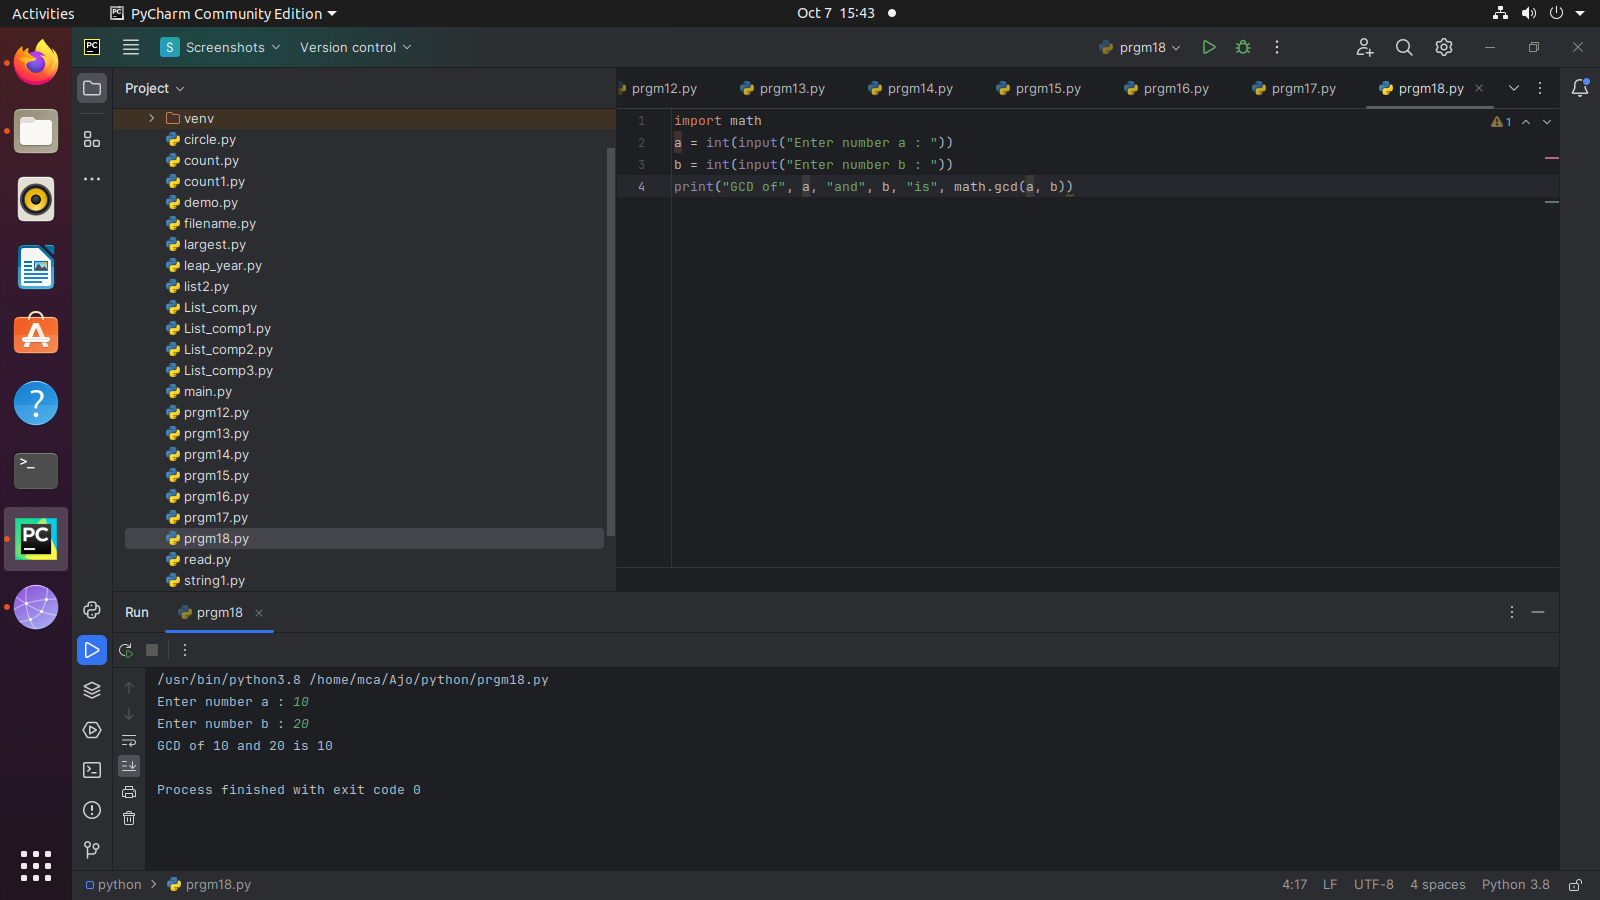 Activities
PyCharm Community Edition
Oct 7 15:43
PC
S
Screenshots
Version control
prgm18
Project
prgm12.py
prgm13.py
prgm14.py
prgm15.py
prgm16.py
prgm17.py
prgm18.py
venv
circle.py
count.py
count1.py
demo.py
filename.py
largest.py
leap_year.py
list2.py
List_com.py
List_comp1.py
List_comp2.py
List_comp3.py
main.py
prgm12.py
prgm13.py
prgm14.py
prgm15.py
prgm16.py
prgm17.py
prgm18.py
read.py
string1.py
1 import math
2 a = int(input("Enter number a : "))
3 b = int(input("Enter number b : "))
4 print("GCD of", a, "and", b, "is", math.gcd(a, b))
1
PC
Run
prgm18
/usr/bin/python3.8 /home/mca/Ajo/python/prgm18.py
Enter number a : 10
Enter number b : 20
GCD of 10 and 20 is 10
Process finished with exit code 0
python
prgm18.py
4:17 LF UTF-8 4 spaces Python 3.8